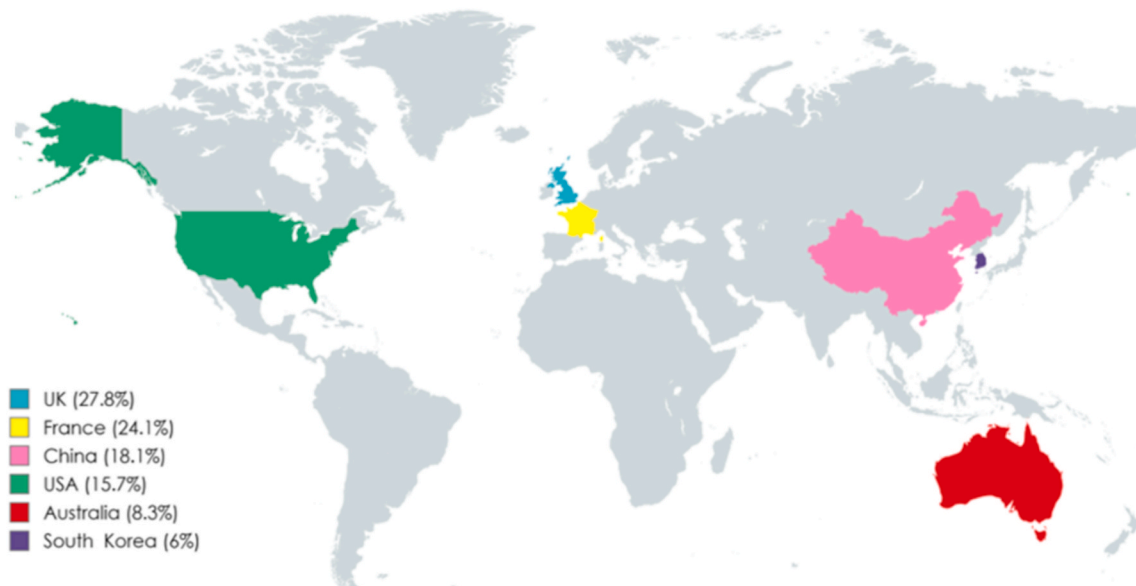 UK (27.8%)
France (24.1%)
China (18.1%)
USA (15.7%)
Australia (8.3%)
South Korea (6%)